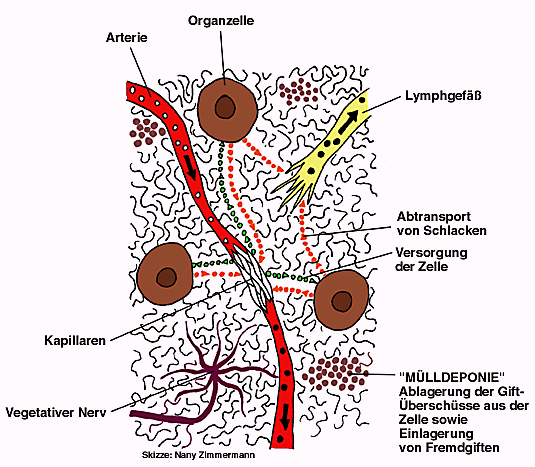 Organzelle
Arterie
Lymphgefäß
Abtransport
von Schlacken
Versorgung
der Zelle
Kapillaren
"MÜLLDEPONIE"
Ablagerung der Gift-
Überschüsse aus der
Zelle sowie
Einlagerung
von Fremdgiften
Vegetativer Nerv
Skizze: Nany Zimmermann